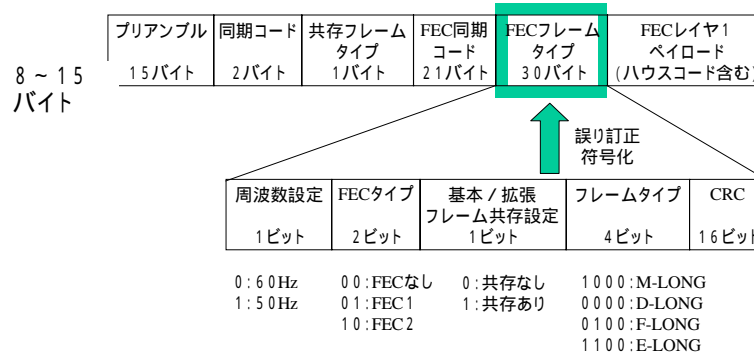 プリアンブル
15バイト
同期コード
2バイト
共存フレーム
タイプ
1バイト
FEC同期
コード
21バイト
FECフレーム
タイプ
30バイト
FECレイヤ1
ペイロード
(ハウスコード含む)
8~15
バイト
誤り訂正
符号化
周波数設定
1ビット
FECタイプ
2ビット
基本/拡張
フレーム共存設定
1ビット
フレームタイプ
4ビット
CRC
16ビット
0:60Hz
1:50Hz
00:FECなし
01:FEC1
10:FEC2
0:共存なし
1:共存あり
1000:M-LONG
0000:D-LONG
0100:F-LONG
1100:E-LONG